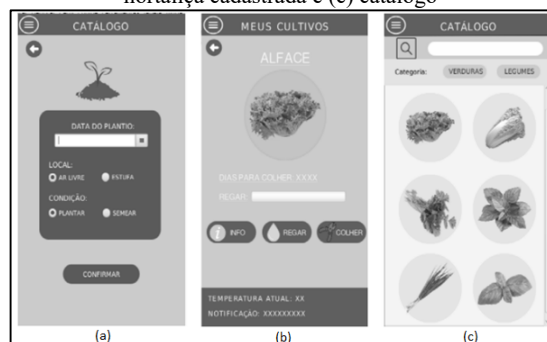 hortaliça cadastrada e (c) catálogo
CATÁLOGO
DATA DO PLANTIO:
LOCAL:
AR LIVRE
ESTUFA
CONDIÇÃO:
PLANTAR
SEMEAR
CONFIRMAR
(a)
MEUS CULTIVOS
ALFACE
DIAS PARA COLHER: XXXX
REGAR:
INFO
REGAR
COLHER
TEMPERATURA ATUAL: XX
NOTIFICAÇÃO: XXXXXXXXX
(b)
CATÁLOGO
Categoria:
VERDURAS
LEGUMES
(c)